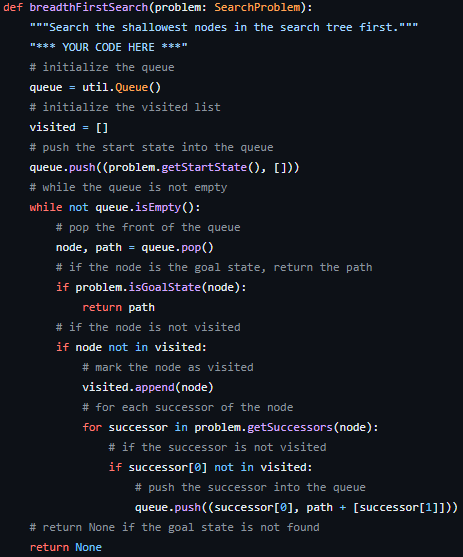 def breadthFirstSearch(problem: SearchProblem):
    """Search the shallowest nodes in the search tree first."""
    "*** YOUR CODE HERE ***"
    # initialize the queue
    queue = util.Queue()
    # initialize the visited list
    visited = []
    # push the start state into the queue
    queue.push((problem.getStartState(), []))
    # while the queue is not empty
    while not queue.isEmpty():
        # pop the front of the queue
        node, path = queue.pop()
        # if the node is the goal state, return the path
        if problem.isGoalState(node):
            return path
        # if the node is not visited
        if node not in visited:
            # mark the node as visited
            visited.append(node)
            # for each successor of the node
            for successor in problem.getSuccessors(node):
                # if the successor is not visited
                if successor[0] not in visited:
                    # push the successor into the queue
                    queue.push((successor[0], path + [successor[1]]))
    # return None if the goal state is not found
    return None